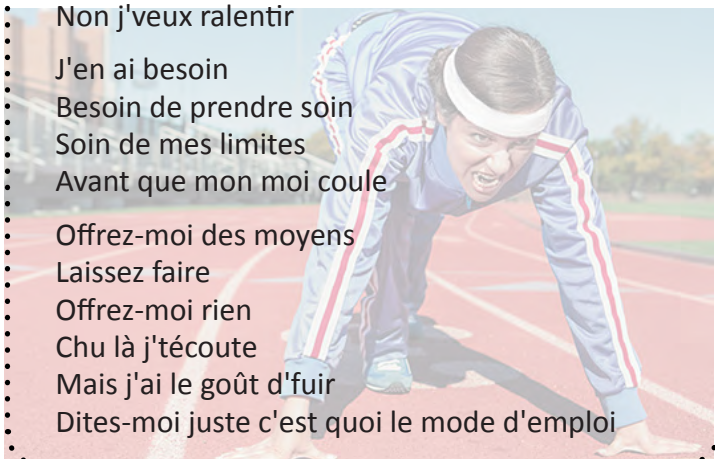 Non j'veux ralentir
J'en ai besoin
Besoin de prendre soin
Soin de mes limites
Avant que mon moi coule
Offrez-moi des moyens
Laissez faire
Offrez-moi rien
Chu là j'técoute
Mais j'ai le goût d'fuir
Dites-moi juste c'est quoi le mode d'emploi